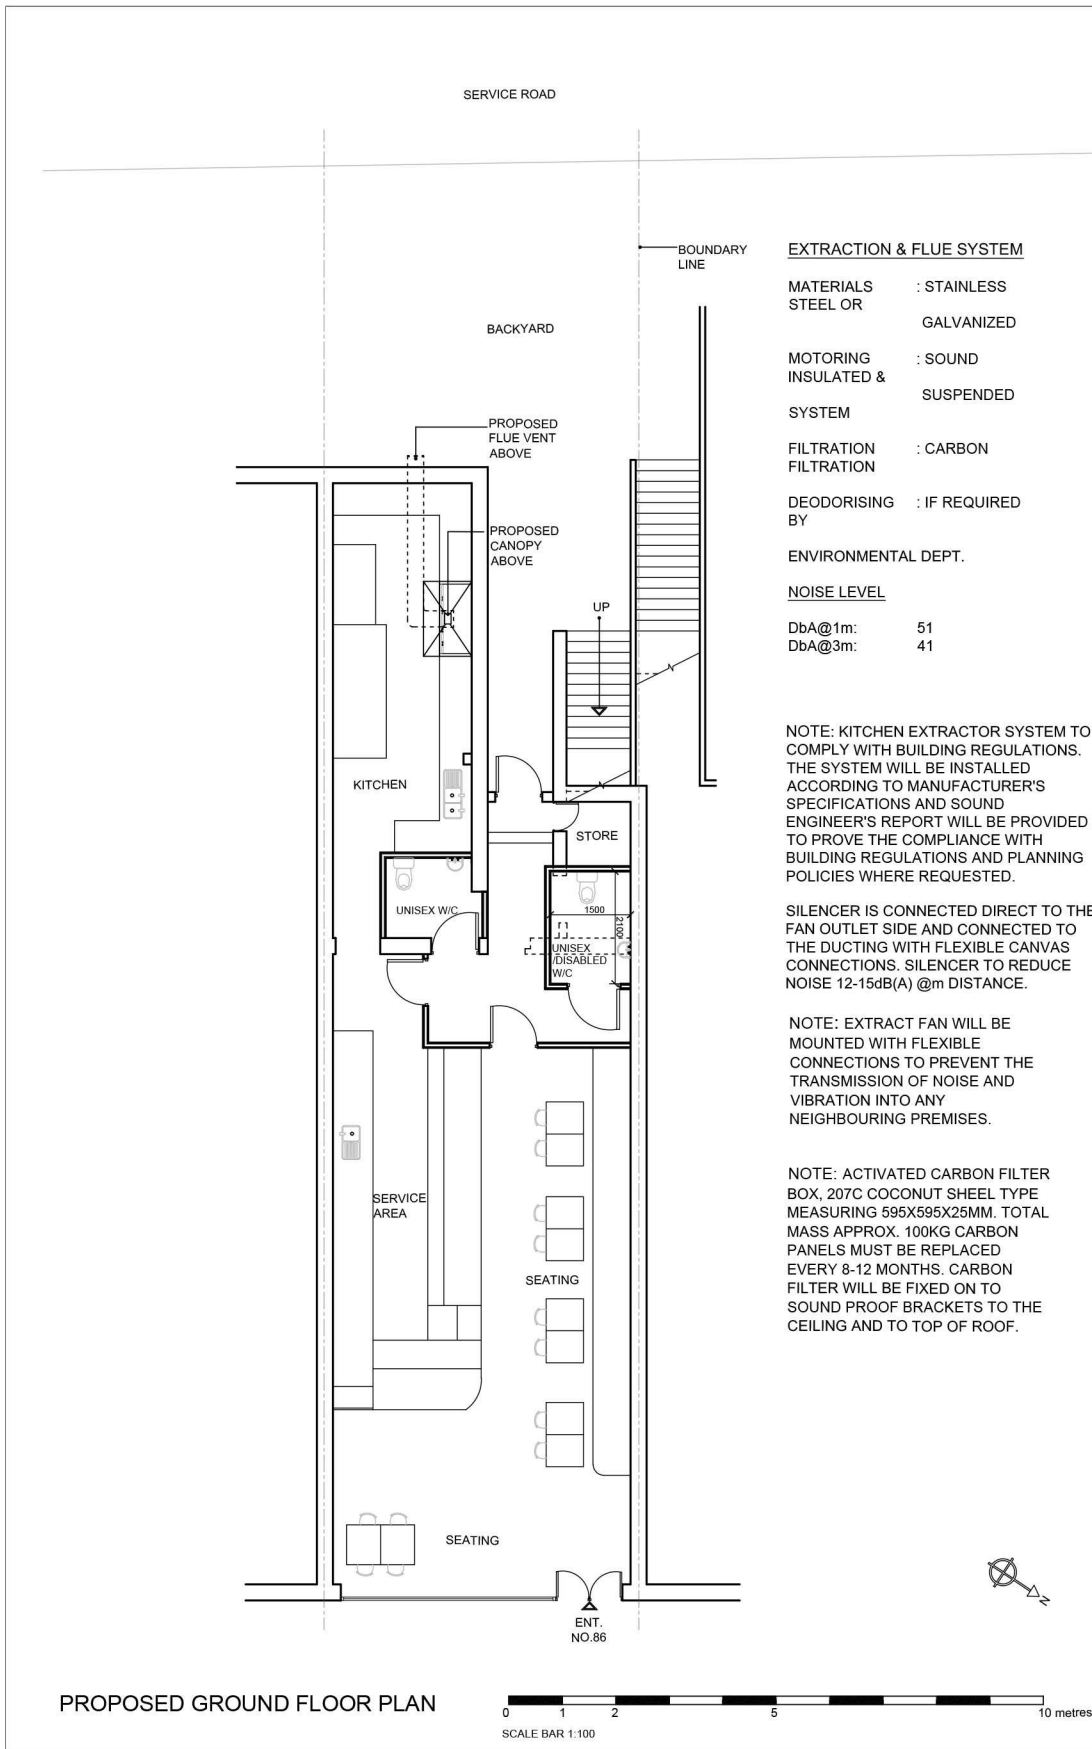 SERVICE ROAD
BOUNDARY
LINE
EXTRACTION & FLUE SYSTEM
MATERIALS : STAINLESS
STEEL OR
GALVANIZED
BACKYARD
MOTORING : SOUND
INSULATED &
SUSPENDED
SYSTEM
PROPOSED
FLUE VENT
ABOVE
FILTRATION : CARBON
FILTRATION
DEODORISING : IF REQUIRED
BY
PROPOSED
CANOPY
ABOVE
ENVIRONMENTAL DEPT.
NOISE LEVEL
UP
DbA@1m: 51
DbA@3m: 41
N
NOTE: KITCHEN EXTRACTOR SYSTEM TO
COMPLY WITH BUILDING REGULATIONS.
THE SYSTEM WILL BE INSTALLED
ACCORDING TO MANUFACTURER'S
SPECIFICATIONS AND SOUND
ENGINEER'S REPORT WILL BE PROVIDED
TO PROVE THE COMPLIANCE WITH
BUILDING REGULATIONS AND PLANNING
POLICIES WHERE REQUESTED.
KITCHEN
N
STORE
UNISEX W/C
1500
2100
UNISEX
/DISABLED
W/C
SILENCER IS CONNECTED DIRECT TO THE
FAN OUTLET SIDE AND CONNECTED TO
THE DUCTING WITH FLEXIBLE CANVAS
CONNECTIONS. SILENCER TO REDUCE
NOISE 12-15dB(A) @m DISTANCE.
NOTE: EXTRACT FAN WILL BE
MOUNTED WITH FLEXIBLE
CONNECTIONS TO PREVENT THE
TRANSMISSION OF NOISE AND
VIBRATION INTO ANY
NEIGHBOURING PREMISES.
NOTE: ACTIVATED CARBON FILTER
BOX, 207C COCONUT SHEEL TYPE
MEASURING 595X595X25MM. TOTAL
MASS APPROX. 100KG CARBON
PANELS MUST BE REPLACED
EVERY 8-12 MONTHS. CARBON
FILTER WILL BE FIXED ON TO
SOUND PROOF BRACKETS TO THE
CEILING AND TO TOP OF ROOF.
SERVICE
AREA
SEATING
SEATING
ENT.
NO.86
N
PROPOSED GROUND FLOOR PLAN
0 1 2 5 10 metres
SCALE BAR 1:100